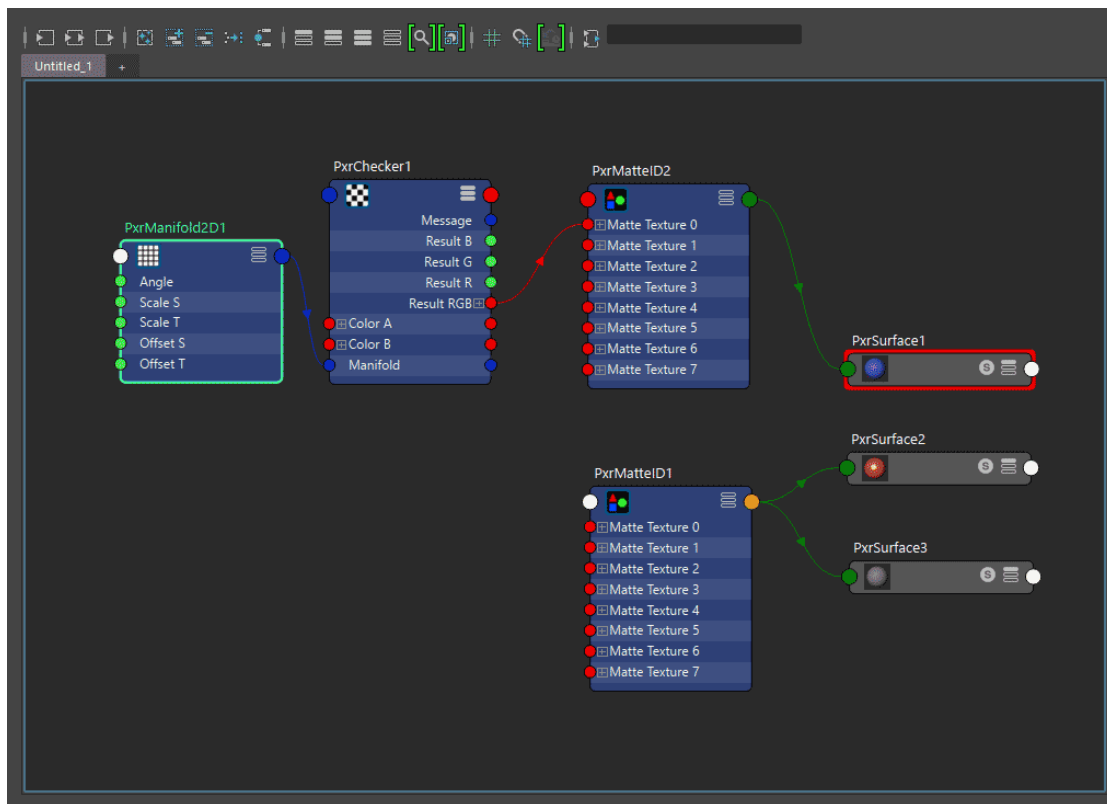 Untitled_1
+
PxrManifold2D1
Angle
Scale S
Scale T
Offset S
Offset T
PxrChecker1
Message
Result B
Result G
Result R
Result RGB
Color A
Color B
Manifold
PxrMatteID2
Matte Texture 0
Matte Texture 1
Matte Texture 2
Matte Texture 3
Matte Texture 4
Matte Texture 5
Matte Texture 6
Matte Texture 7
PxrSurface1
S
PxrSurface2
S
PxrMatteID1
Matte Texture 0
Matte Texture 1
Matte Texture 2
Matte Texture 3
Matte Texture 4
Matte Texture 5
Matte Texture 6
Matte Texture 7
PxrSurface3
S